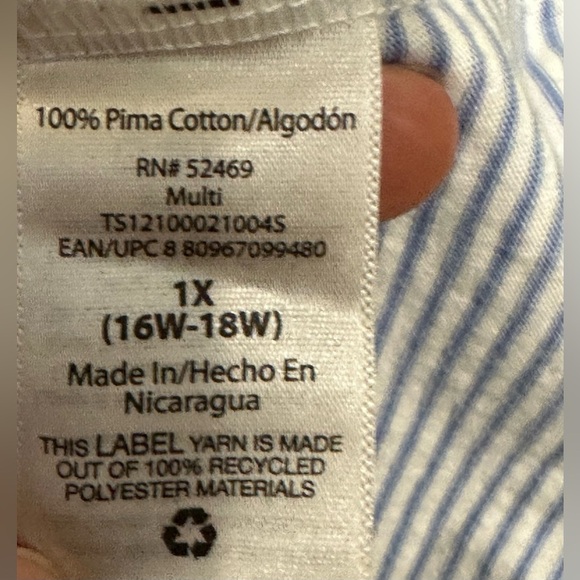 100% Pima Cotton/Algodón
RN# 52469
Multi
TS12100021004S
EAN/UPC 8 80967099480
1X
(16W-18W)
Made In/Hecho En
Nicaragua
THIS LABEL YARN IS MADE
OUT OF 100% RECYCLED
POLYESTER MATERIALS